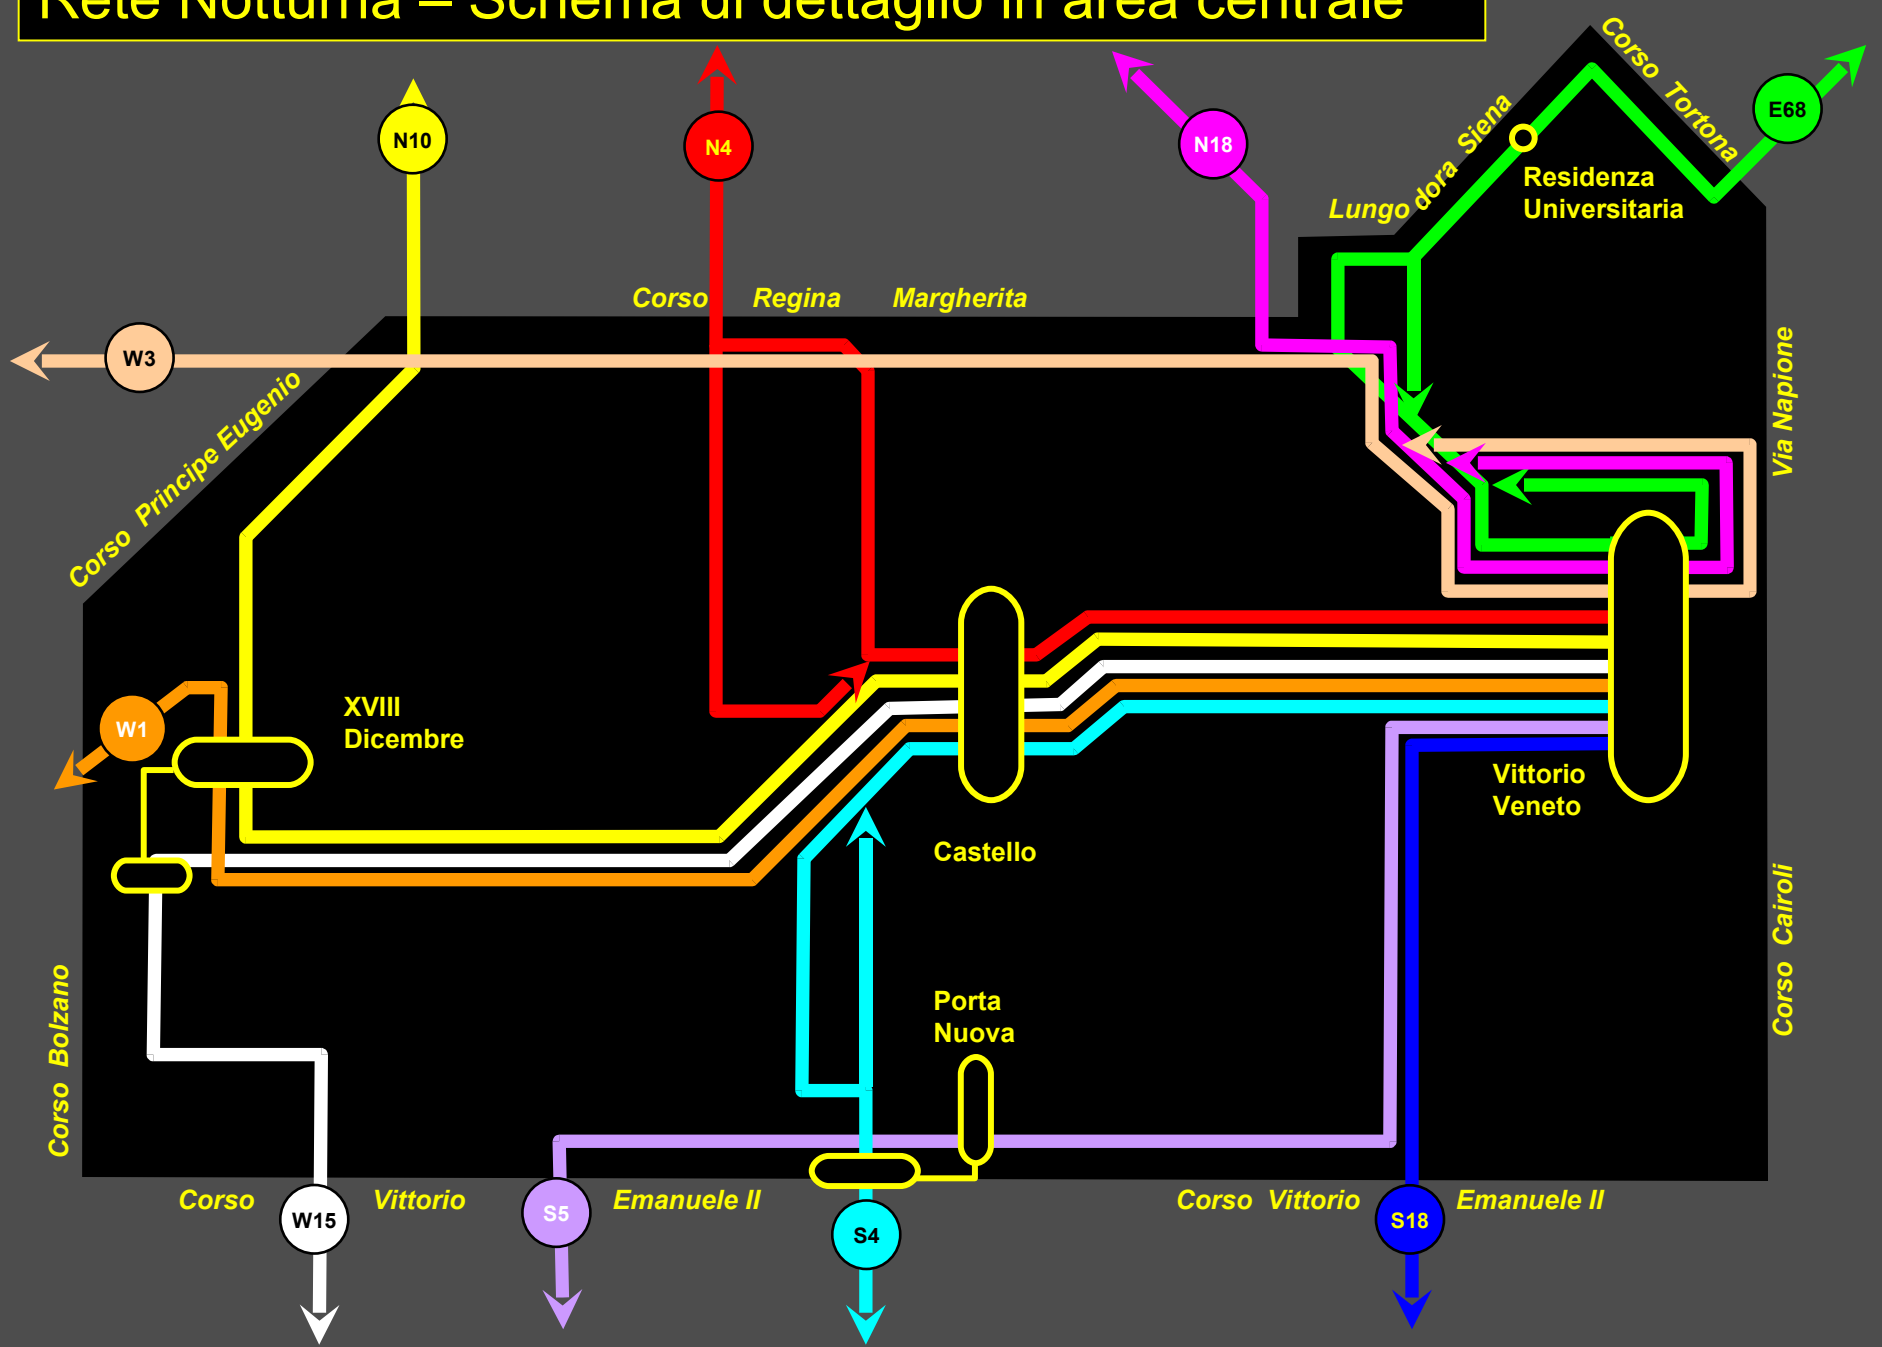 Rete Notturna – Schema di dettaglio in area centrale
Corso Tortona
E68
N10
N4
N18
Lungo dora Siena
Residenza
Universitaria
Corso Regina Margherita
W3
Corso Principe Eugenio
Via Napione
W1
XVIII
Dicembre
Vittorio
Veneto
Castello
Corso Cairoli
Corso Bolzano
Porta
Nuova
Corso Vittorio Emanuele II
Corso Vittorio Emanuele II
W15
S5
S4
S18